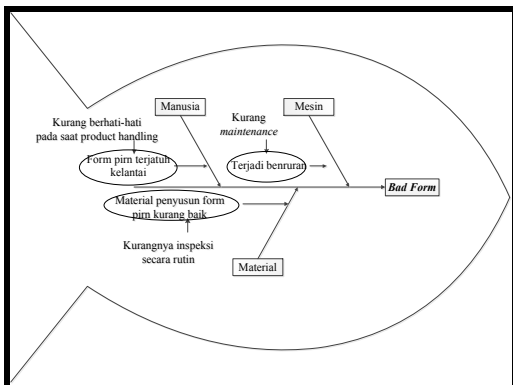 Manusia
Mesin
Kurang berhati-hati
pada saat product handling
Kurang
maintenance
Form pirn terjatuh
kelantai
Terjadi benruran
Bad Form
Material penyusun form
pirn kurang baik
Kurangnya inspeksi
secara rutin
Material